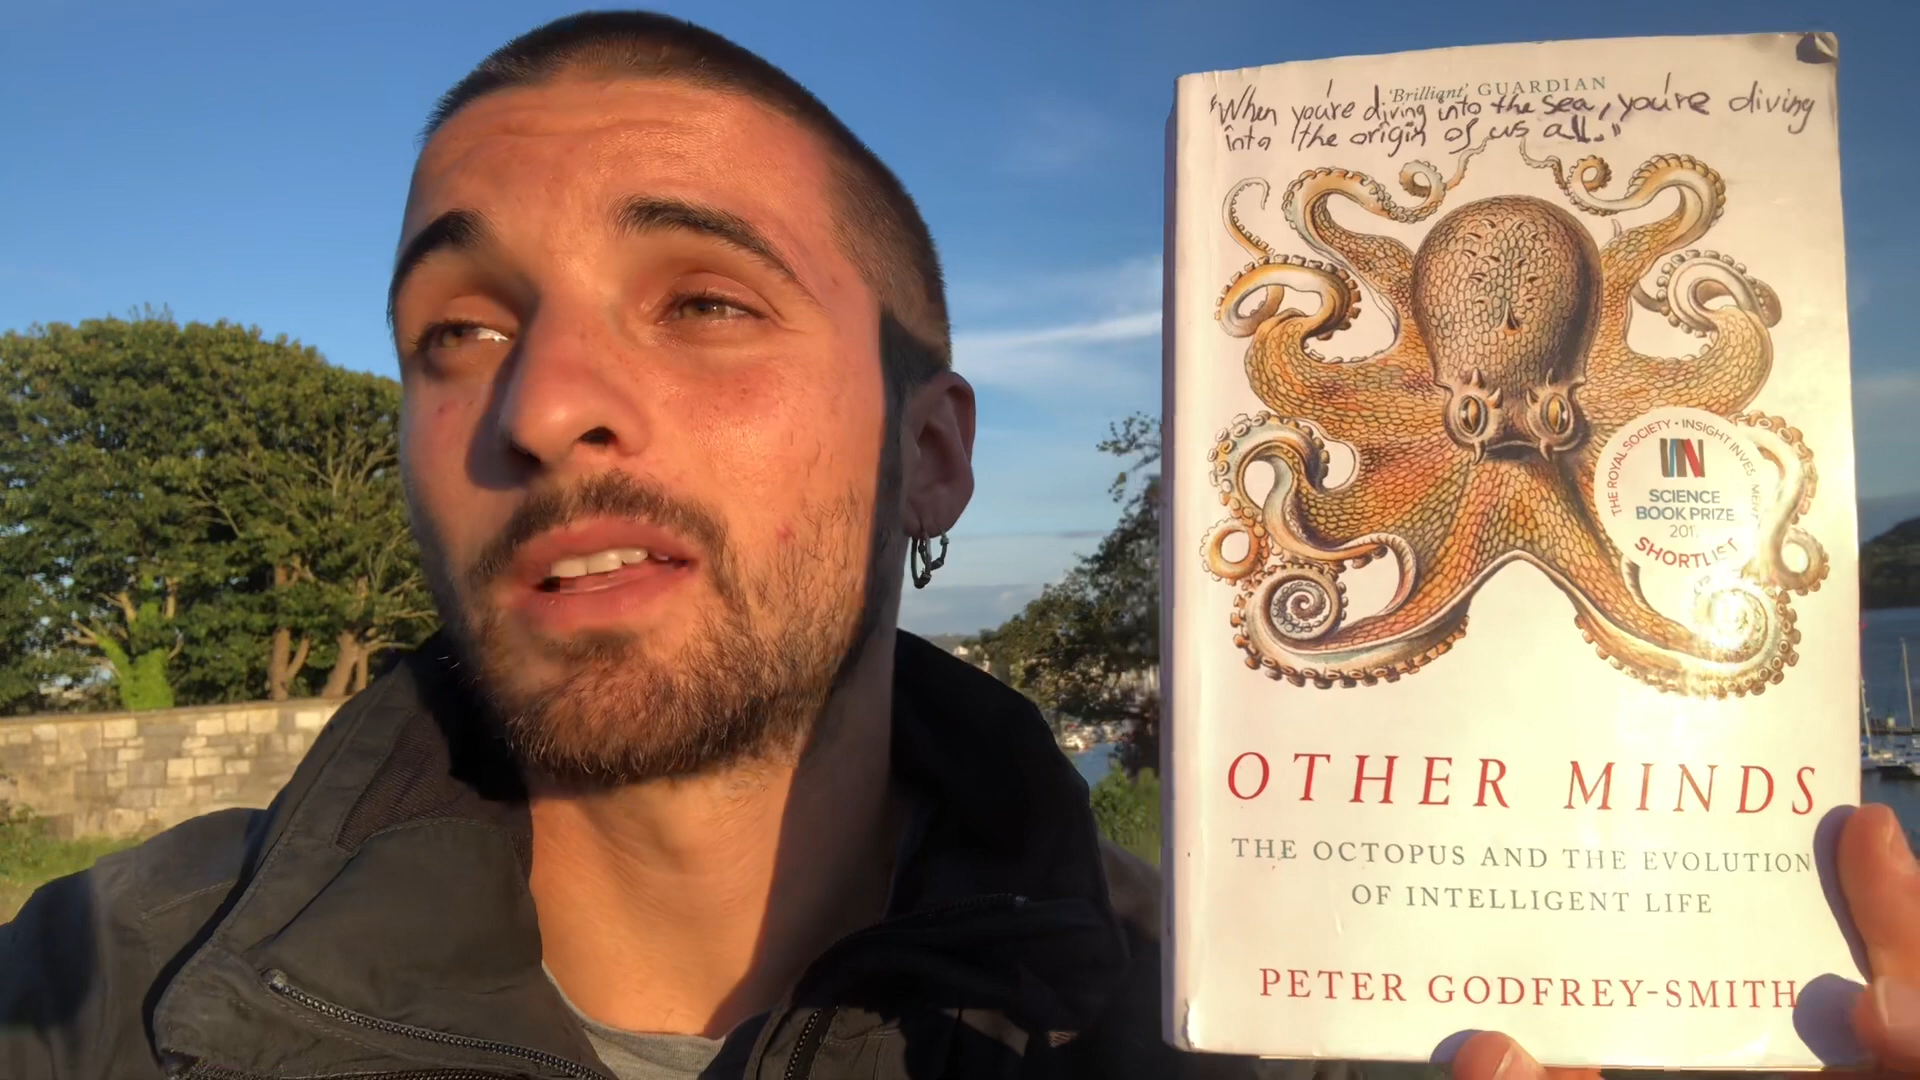 'Brilliant' GUARDIAN
"When you're diving into the sea, you're diving
into the origin of us all."
THE ROYAL SOCIETY • INSIGHT INVESTMENT
SCIENCE
BOOK PRIZE
SHORTLIST
OTHER MINDS
THE OCTOPUS AND THE EVOLUTION
OF INTELLIGENT LIFE
PETER GODFREY-SMITH